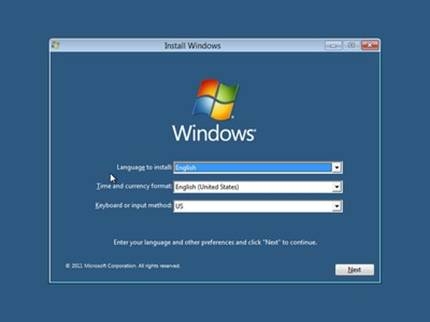 Install Windows
Windows®
Language to install: English
Time and currency format: English (United States)
Keyboard or input method: US
Enter your language and other preferences and click "Next" to continue.
© 2011 Microsoft Corporation. All rights reserved.
Next